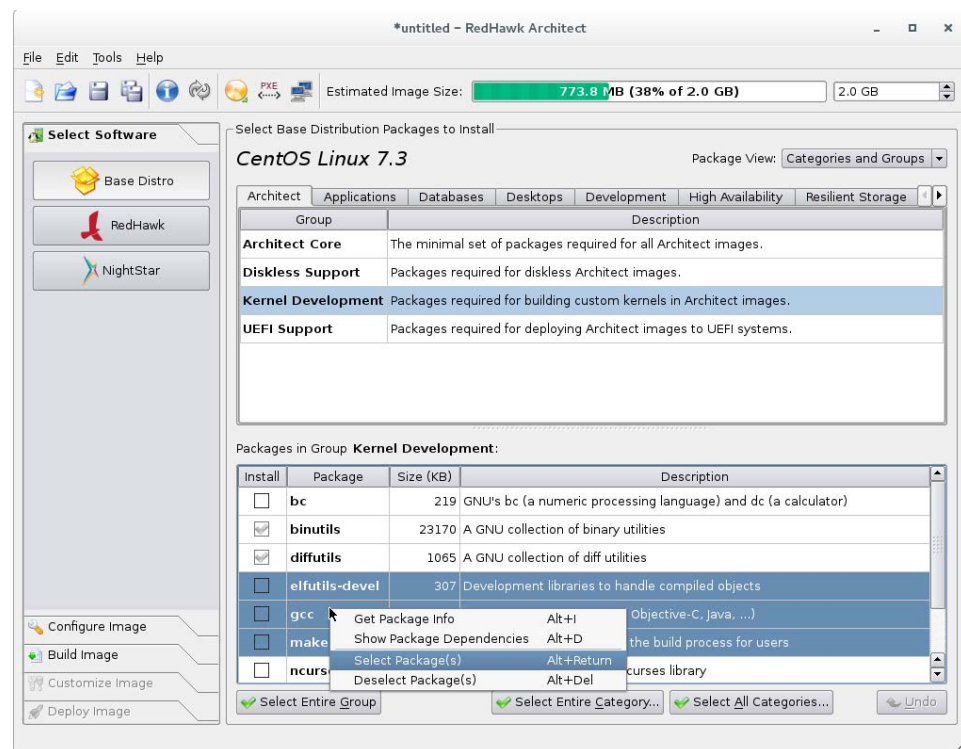 *untitled – RedHawk Architect
File Edit Tools Help
PXE Estimated Image Size: 773.8 MB (38% of 2.0 GB) 2.0 GB
Select Software
Base Distro
RedHawk
NightStar
Configure Image
Build Image
Customize Image
Deploy Image
Select Base Distribution Packages to Install
CentOS Linux 7.3 Package View: Categories and Groups
Architect Applications Databases Desktops Development High Availability Resilient Storage
Group Description
Architect Core The minimal set of packages required for all Architect images.
Diskless Support Packages required for diskless Architect images.
Kernel Development Packages required for building custom kernels in Architect images.
UEFI Support Packages required for deploying Architect images to UEFI systems.
Packages in Group Kernel Development:
Install Package Size (KB) Description
bc 219 GNU's bc (a numeric processing language) and dc (a calculator)
binutils 23170 A GNU collection of binary utilities
diffutils 1065 A GNU collection of diff utilities
elfutils-devel 307 Development libraries to handle compiled objects
gcc Objective-C, Java, ...)
make the build process for users
ncurs curses library
Get Package Info Alt+I
Show Package Dependencies Alt+D
Select Package(s) Alt+Return
Deselect Package(s) Alt+Del
Select Entire Group Select Entire Category... Select All Categories... Undo